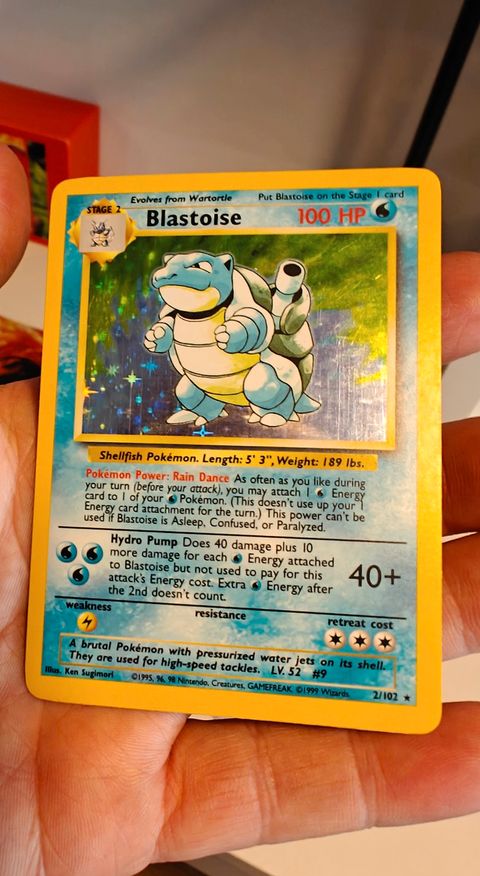 Evolves from Wartortle Put Blastoise on the Stage 1 card
STAGE 2 Blastoise 100 HP
Shellfish Pokémon. Length: 5' 3", Weight: 189 lbs.
Pokémon Power: Rain Dance As often as you like during
your turn (before your attack), you may attach 1 Energy
card to 1 of your Pokémon. (This doesn't use up your 1
Energy card attachment for the turn.) This power can't be
used if Blastoise is Asleep, Confused, or Paralyzed.
Hydro Pump Does 40 damage plus 10
more damage for each Energy attached
to Blastoise but not used to pay for this
attack's Energy cost. Extra Energy after
the 2nd doesn't count.
40+
weakness resistance retreat cost
A brutal Pokémon with pressurized water jets on its shell.
They are used for high-speed tackles. LV. 52 #9
Illus. Ken Sugimori ©1995, 96, 98 Nintendo, Creatures, GAMEFREAK. ©1999 Wizards. 2/102 ★